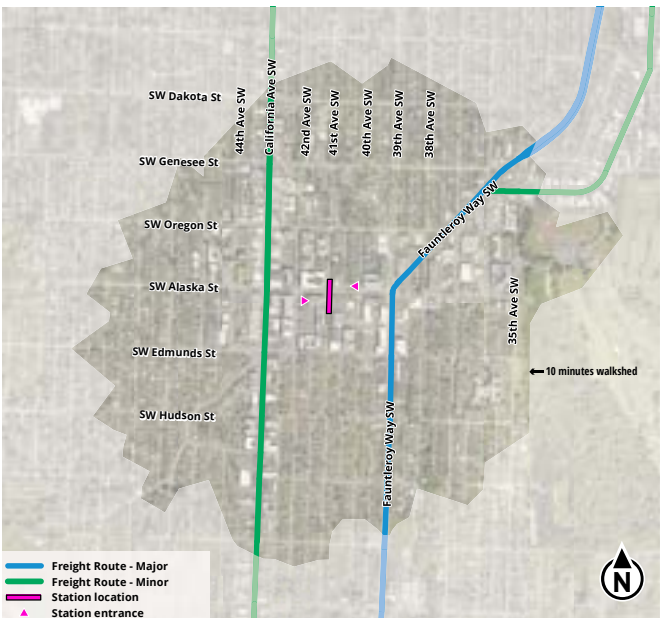 SW Dakota St
44th Ave SW
California Ave SW
42nd Ave SW
41st Ave SW
40th Ave SW
39th Ave SW
38th Ave SW
SW Genesee St
Fauntleroy Way SW
SW Oregon St
SW Alaska St
35th Ave SW
SW Edmunds St
10 minutes walkshed
SW Hudson St
Fauntleroy Way SW
Freight Route - Major
Freight Route - Minor
Station location
Station entrance
N